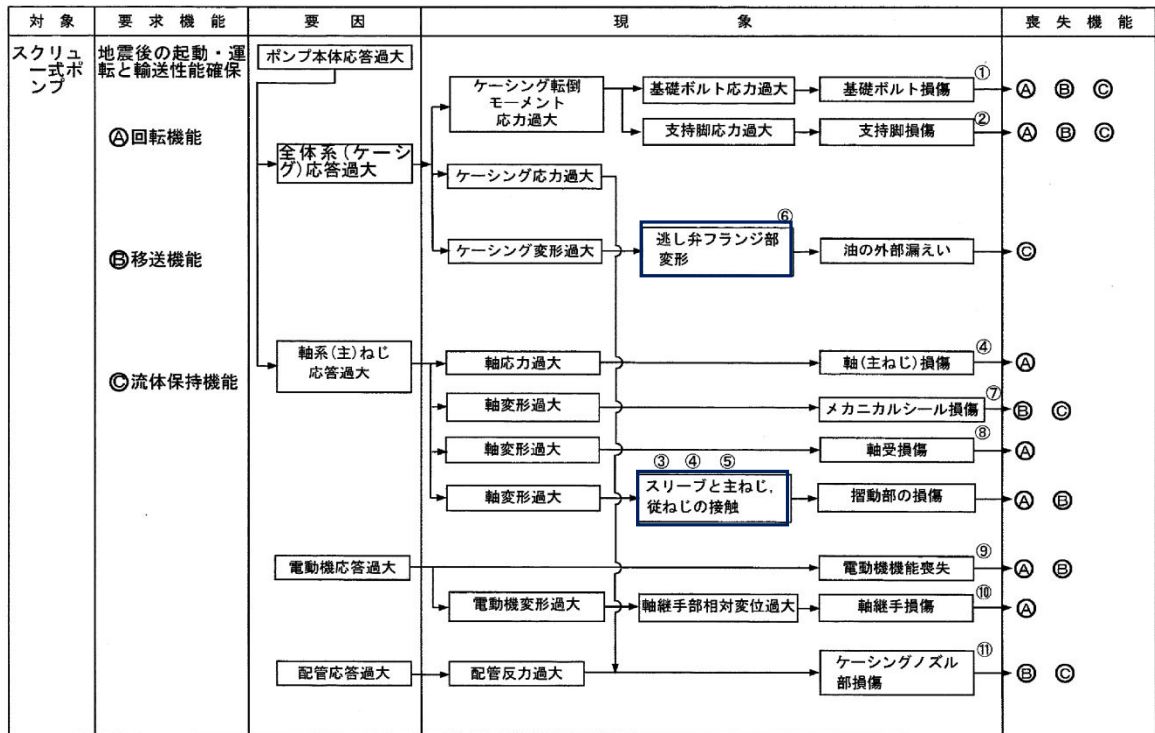 対象
要求機能
要因
現象
喪失機能
スクリュ
ー式ポ
ンプ
地震後の起動・運
転と輸送性能確保
Ⓐ回転機能
Ⓑ移送機能
Ⓒ流体保持機能
ポンプ本体応答過大
全体系(ケーシ
グ)応答過大
ケーシング転倒
モーメント
応力過大
基礎ボルト応力過大
①
基礎ボルト損傷
Ⓐ Ⓑ Ⓒ
支持脚応力過大
②
支持脚損傷
Ⓐ Ⓑ Ⓒ
ケーシング応力過大
ケーシング変形過大
⑥
逃し弁フランジ部
変形
油の外部漏えい
Ⓒ
軸系(主)ねじ
応答過大
軸応力過大
④
軸(主ねじ)損傷
Ⓐ
軸変形過大
⑦
メカニカルシール損傷
Ⓑ Ⓒ
軸変形過大
⑧
軸受損傷
Ⓐ
軸変形過大
③ ④ ⑤
スリーブと主ねじ,
従ねじの接触
摺動部の損傷
Ⓐ Ⓑ
電動機応答過大
⑨
電動機機能喪失
Ⓐ Ⓑ
電動機変形過大
軸継手部相対変位過大
⑩
軸継手損傷
Ⓐ
配管応答過大
配管反力過大
⑪
ケーシングノズル
部損傷
Ⓑ Ⓒ